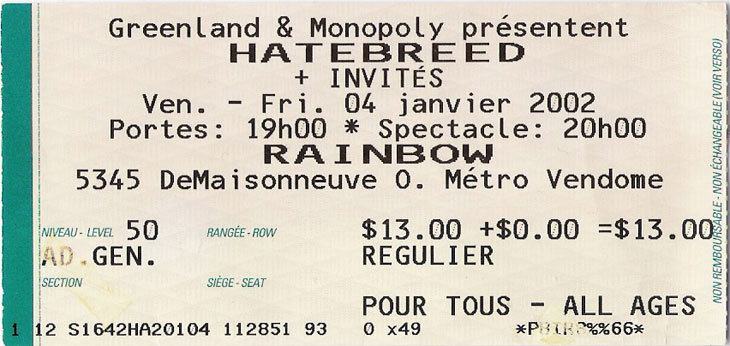 Greenland & Monopoly présentent
HATEBREED
+ INVITÉS
Ven. - Fri. 04 janvier 2002
Portes: 19h00 * Spectacle: 20h00
RAINBOW
5345 DeMaisonneuve O. Métro Vendome
NIVEAU - LEVEL 50 RANGÉE - ROW $13.00 +$0.00 =$13.00
AD.GEN. REGULIER
SECTION SIÈGE - SEAT
POUR TOUS - ALL AGES
1 12 S1642HA20104 112851 93 0 x49
NON REMBOURSABLE - NON ÉCHANGEABLE (VOIR VERSO)